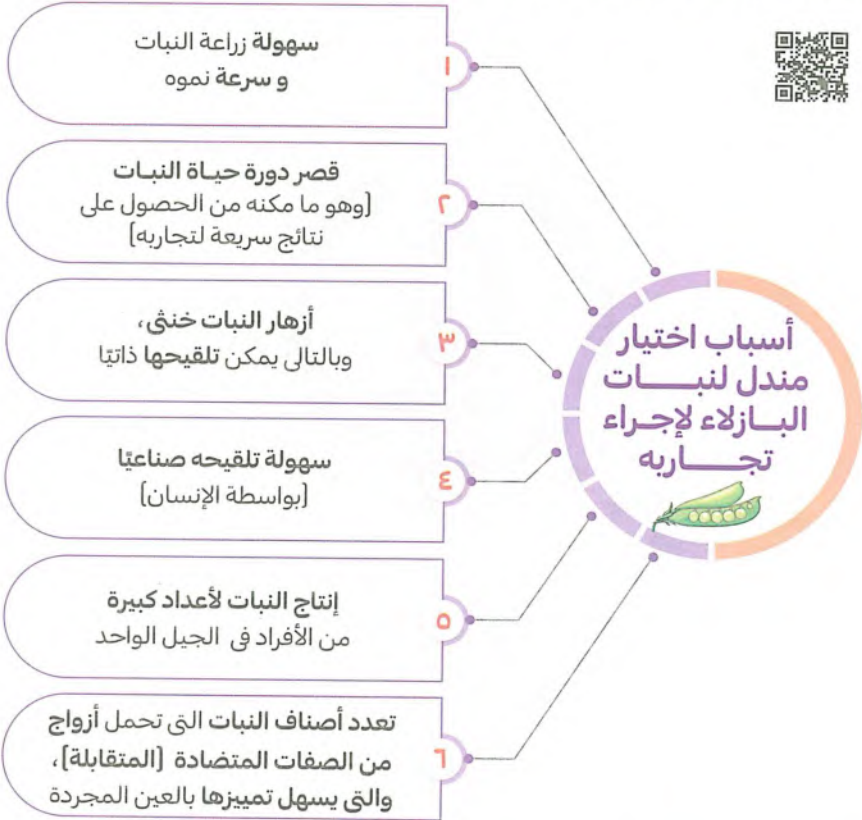 أسباب اختيار
مندل لنبات
البازلاء لإجراء
تجاربه
١
سهولة زراعة النبات
و سرعة نموه
٢
قصر دورة حياة النبات
(وهو ما مكنه من الحصول على
نتائج سريعة لتجاربه)
٣
أزهار النبات خنثى،
وبالتالى يمكن تلقيحها ذاتيًا
٤
سهولة تلقيحه صناعيًا
(بواسطة الإنسان)
٥
إنتاج النبات لأعداد كبيرة
من الأفراد فى الجيل الواحد
٦
تعدد أصناف النبات التى تحمل أزواج
من الصفات المتضادة (المتقابلة)،
والتى يسهل تمييزها بالعين المجردة